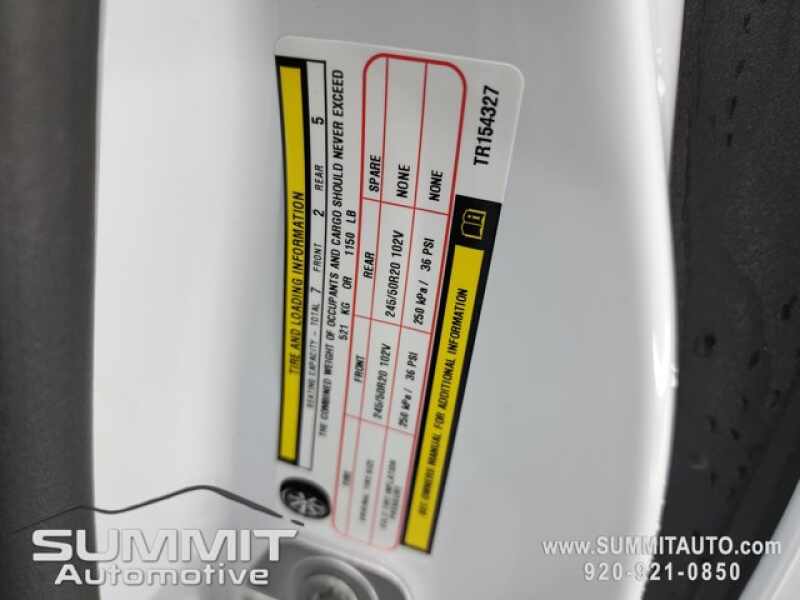 TIRE AND LOADING INFORMATION
SEATING CAPACITY - TOTAL 7 FRONT 2 REAR 5
THE COMBINED WEIGHT OF OCCUPANTS AND CARGO SHOULD NEVER EXCEED
521 KG OR 1150 LB
TIRE FRONT REAR SPARE
ORIGINAL TIRE SIZE 245/50R20 102V 245/50R20 102V NONE
COLD TIRE INFLATION PRESSURE 250 kPa / 36 PSI 250 kPa / 36 PSI NONE
SEE OWNERS MANUAL FOR ADDITIONAL INFORMATION
TR154327
SUMMIT
Automotive
www.SUMMITAUTO.com
920-921-0850